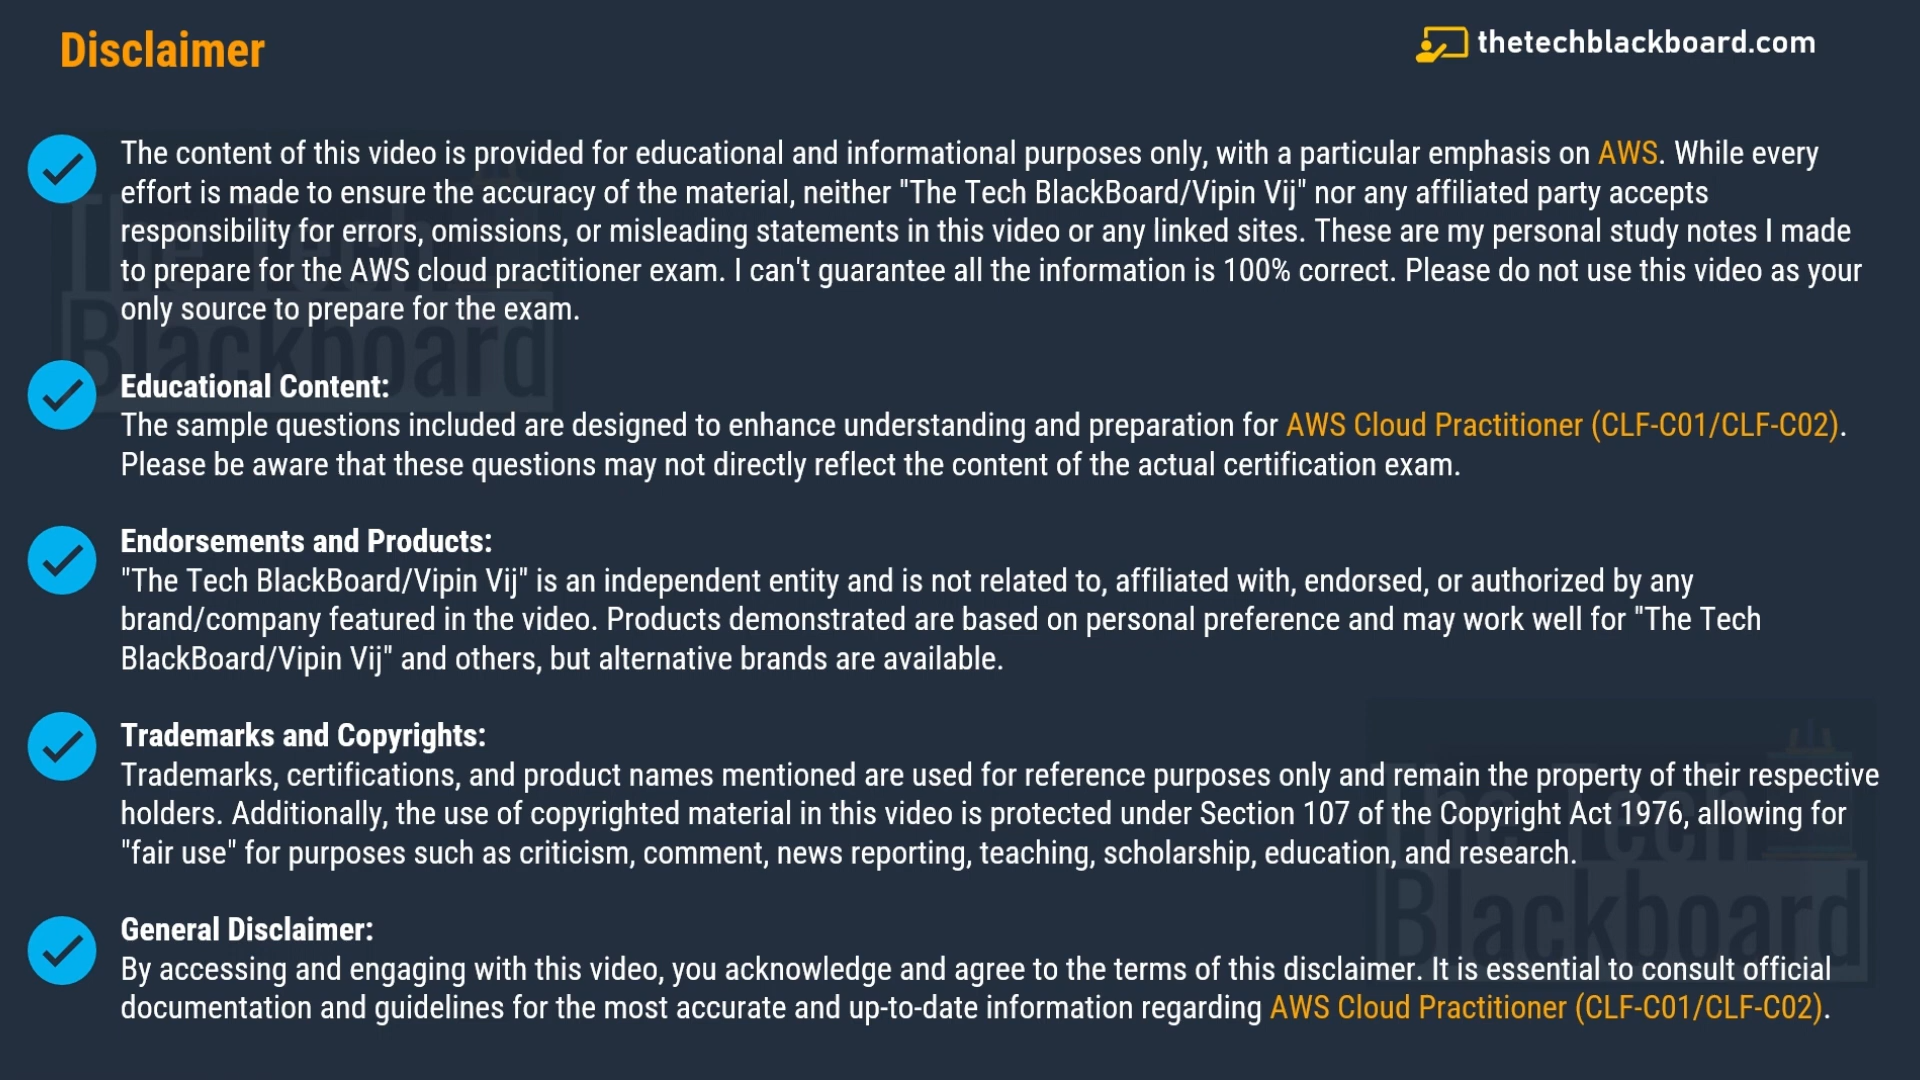 Disclaimer
thetechblackboard.com
The content of this video is provided for educational and informational purposes only, with a particular emphasis on AWS. While every
effort is made to ensure the accuracy of the material, neither "The Tech BlackBoard/Vipin Vij" nor any affiliated party accepts
responsibility for errors, omissions, or misleading statements in this video or any linked sites. These are my personal study notes I made
to prepare for the AWS cloud practitioner exam. I can't guarantee all the information is 100% correct. Please do not use this video as your
only source to prepare for the exam.
The Tech
Blackboard
Educational Content:
The sample questions included are designed to enhance understanding and preparation for AWS Cloud Practitioner (CLF-C01/CLF-C02).
Please be aware that these questions may not directly reflect the content of the actual certification exam.
Endorsements and Products:
"The Tech BlackBoard/Vipin Vij" is an independent entity and is not related to, affiliated with, endorsed, or authorized by any
brand/company featured in the video. Products demonstrated are based on personal preference and may work well for "The Tech
BlackBoard/Vipin Vij" and others, but alternative brands are available.
Trademarks and Copyrights:
Trademarks, certifications, and product names mentioned are used for reference purposes only and remain the property of their respective
holders. Additionally, the use of copyrighted material in this video is protected under Section 107 of the Copyright Act 1976, allowing for
"fair use" for purposes such as criticism, comment, news reporting, teaching, scholarship, education, and research.
The Tech
Blackboard
General Disclaimer:
By accessing and engaging with this video, you acknowledge and agree to the terms of this disclaimer. It is essential to consult official
documentation and guidelines for the most accurate and up-to-date information regarding AWS Cloud Practitioner (CLF-C01/CLF-C02).